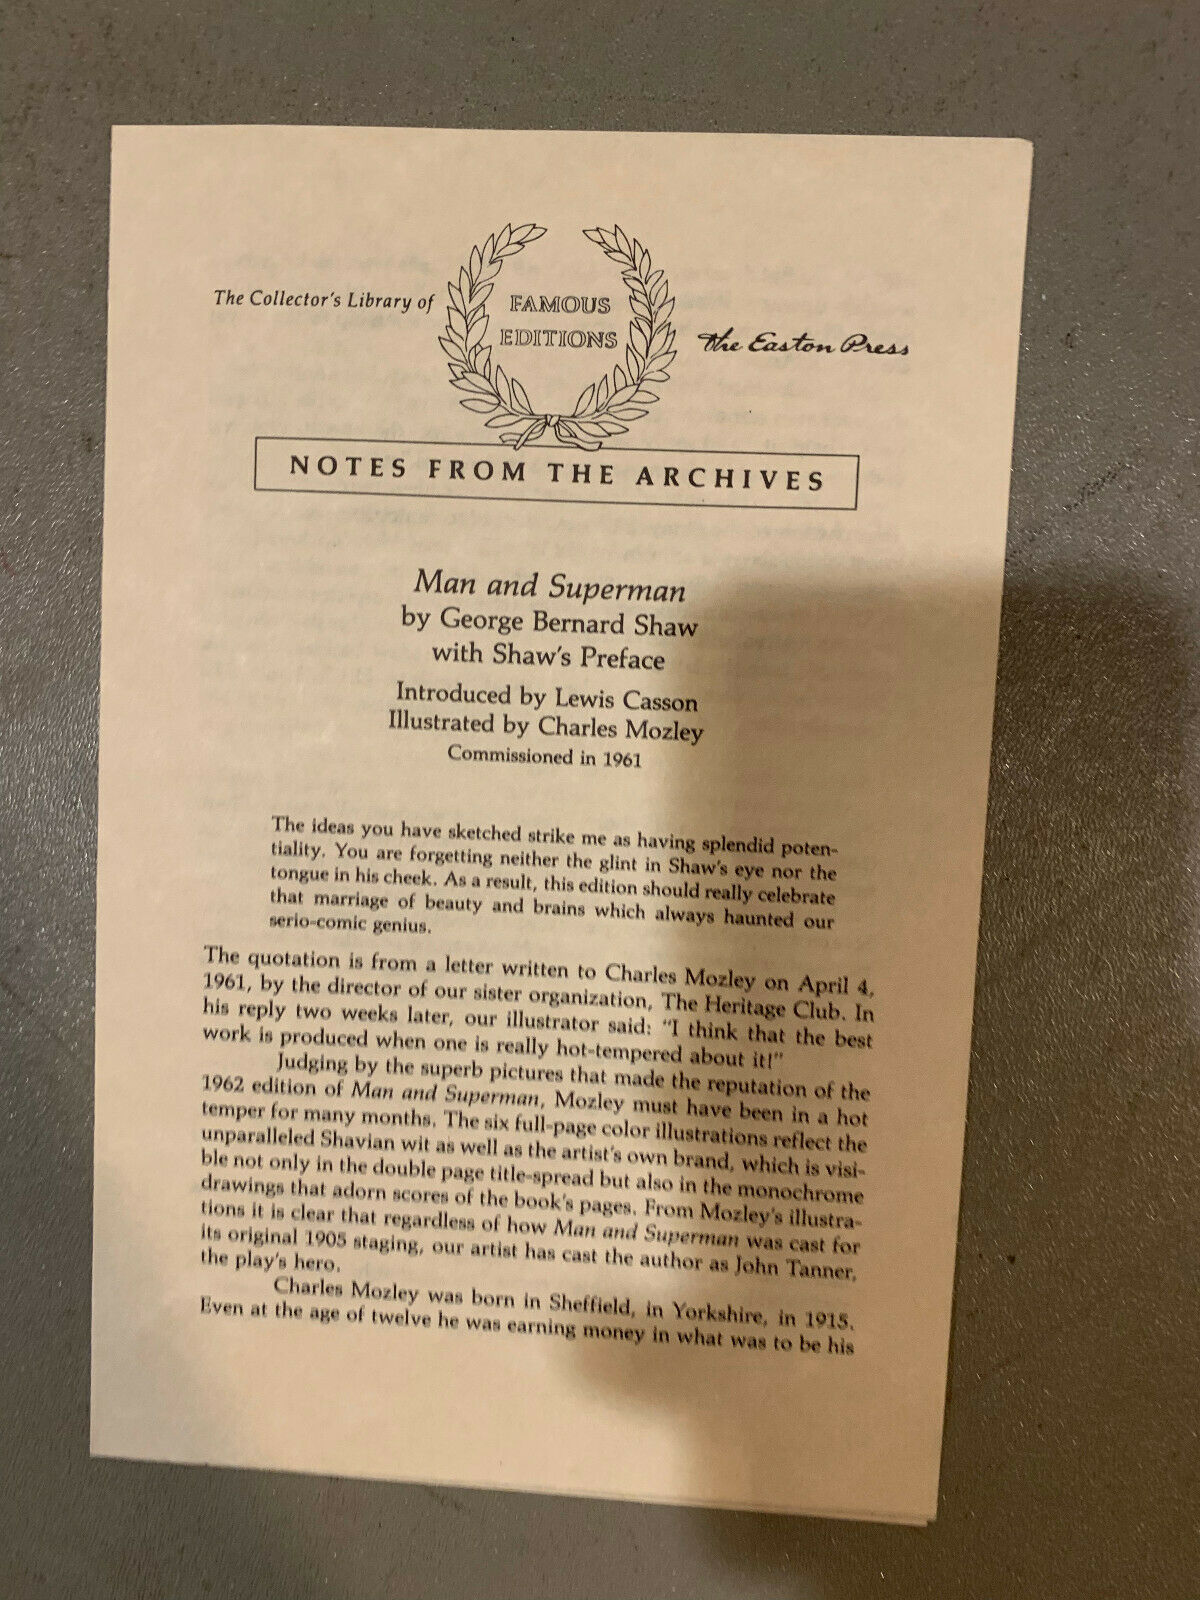 The Collector's Library of
FAMOUS
EDITIONS
The Easton Press
NOTES FROM THE ARCHIVES
Man and Superman
by George Bernard Shaw
with Shaw's Preface
Introduced by Lewis Casson
Illustrated by Charles Mozley
Commissioned in 1961
The ideas you have sketched strike me as having splendid poten-
tiality. You are forgetting neither the glint in Shaw's eye nor the
tongue in his cheek. As a result, this edition should really celebrate
that marriage of beauty and brains which always haunted our
serio-comic genius.
The quotation is from a letter written to Charles Mozley on April 4,
1961, by the director of our sister organization, The Heritage Club. In
his reply two weeks later, our illustrator said: "I think that the best
work is produced when one is really hot-tempered about it!"
Judging by the superb pictures that made the reputation of the
1962 edition of Man and Superman, Mozley must have been in a hot
temper for many months. The six full-page color illustrations reflect the
unparalleled Shavian wit as well as the artist's own brand, which is visi-
ble not only in the double page title-spread but also in the monochrome
drawings that adorn scores of the book's pages. From Mozley's illustra-
tions it is clear that regardless of how Man and Superman was cast for
its original 1905 staging, our artist has cast the author as John Tanner,
the play's hero.
Charles Mozley was born in Sheffield, in Yorkshire, in 1915.
Even at the age of twelve he was earning money in what was to be his